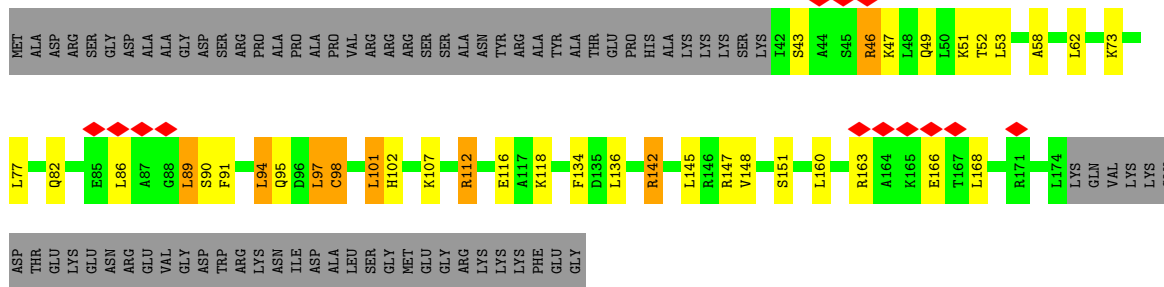 MET ALA ASP ARG SER GLY ASP ALA ALA GLY ASP SER ARG PRO ALA PRO ALA PRO VAL ARG ARG ARG SER SER ALA ASN TYR ARG ALA TYR ALA THR GLU PRO HIS ALA LYS LYS LYS SER LYS I42 S43 A44 S45 R46 K47 L48 Q49 L50 K51 T52 L53 A58 L62 K73
L77 Q82 E85 L86 A87 G88 L89 S90 F91 L94 Q95 D96 L97 C98 L101 H102 K107 R112 E116 A117 K118 F134 D135 L136 R142 L145 R146 R147 V148 S151 L160 R163 A164 K165 E166 T167 L168 R171 L174 LYS GLN VAL LYS LYS
ASP THR GLU LYS GLU ASN ARG GLU VAL GLY ASP TRP ARG LYS ASN ILE ASP ALA LEU SER GLY MET GLU GLY ARG LYS LYS LYS PHE GLU GLY